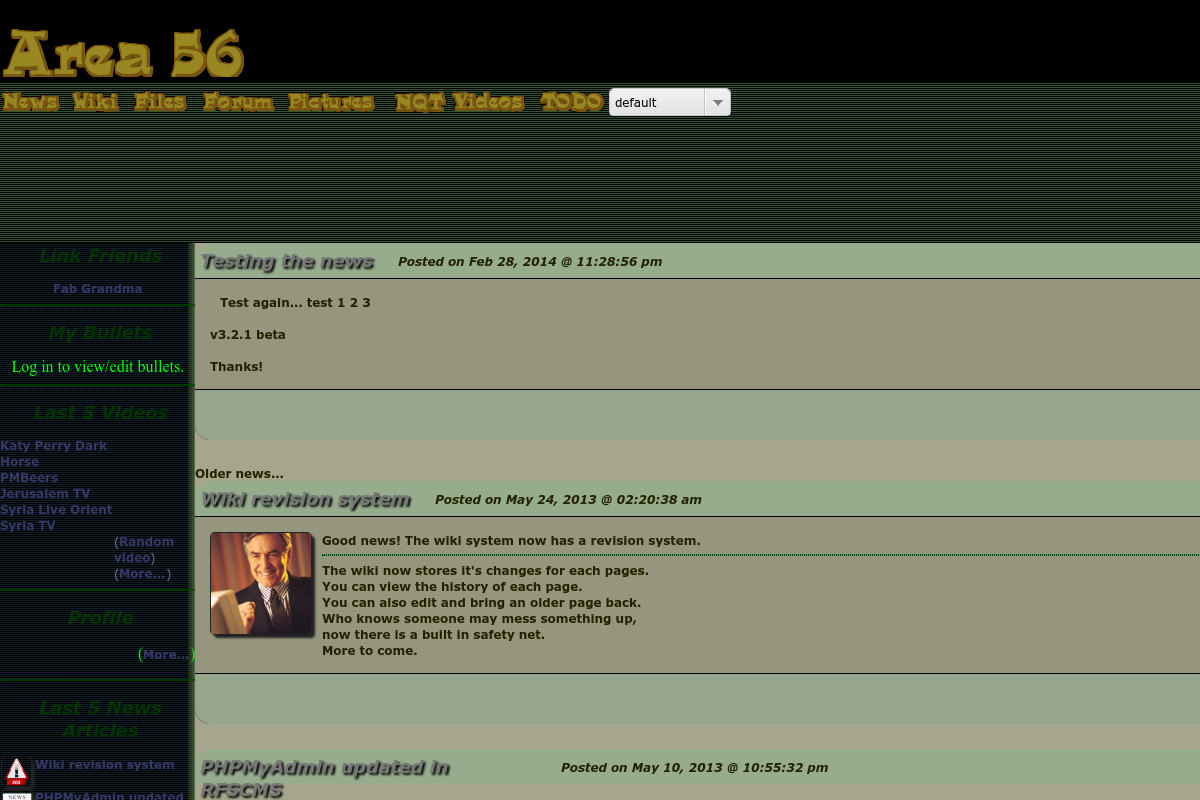 Area 56
News Wiki Files Forum Pictures NQT Videos TODO default
Link Friends
Fab Grandma
My Bullets
Log in to view/edit bullets.
Last 5 Videos
Katy Perry Dark
Horse
PMBeers
Jerusalem TV
Syria Live Orient
Syria TV
(Random
video)
(More...)
Profile
(More...)
Last 5 News
Articles
Wiki revision system
PHPMyAdmin updated
Testing the news Posted on Feb 28, 2014 @ 11:28:56 pm
Test again... test 1 2 3
v3.2.1 beta
Thanks!
Older news...
Wiki revision system Posted on May 24, 2013 @ 02:20:38 am
Good news! The wiki system now has a revision system.
The wiki now stores it's changes for each pages.
You can view the history of each page.
You can also edit and bring an older page back.
Who knows someone may mess something up,
now there is a built in safety net.
More to come.
PHPMyAdmin updated in Posted on May 10, 2013 @ 10:55:32 pm
RFSCMS
404
NEWS